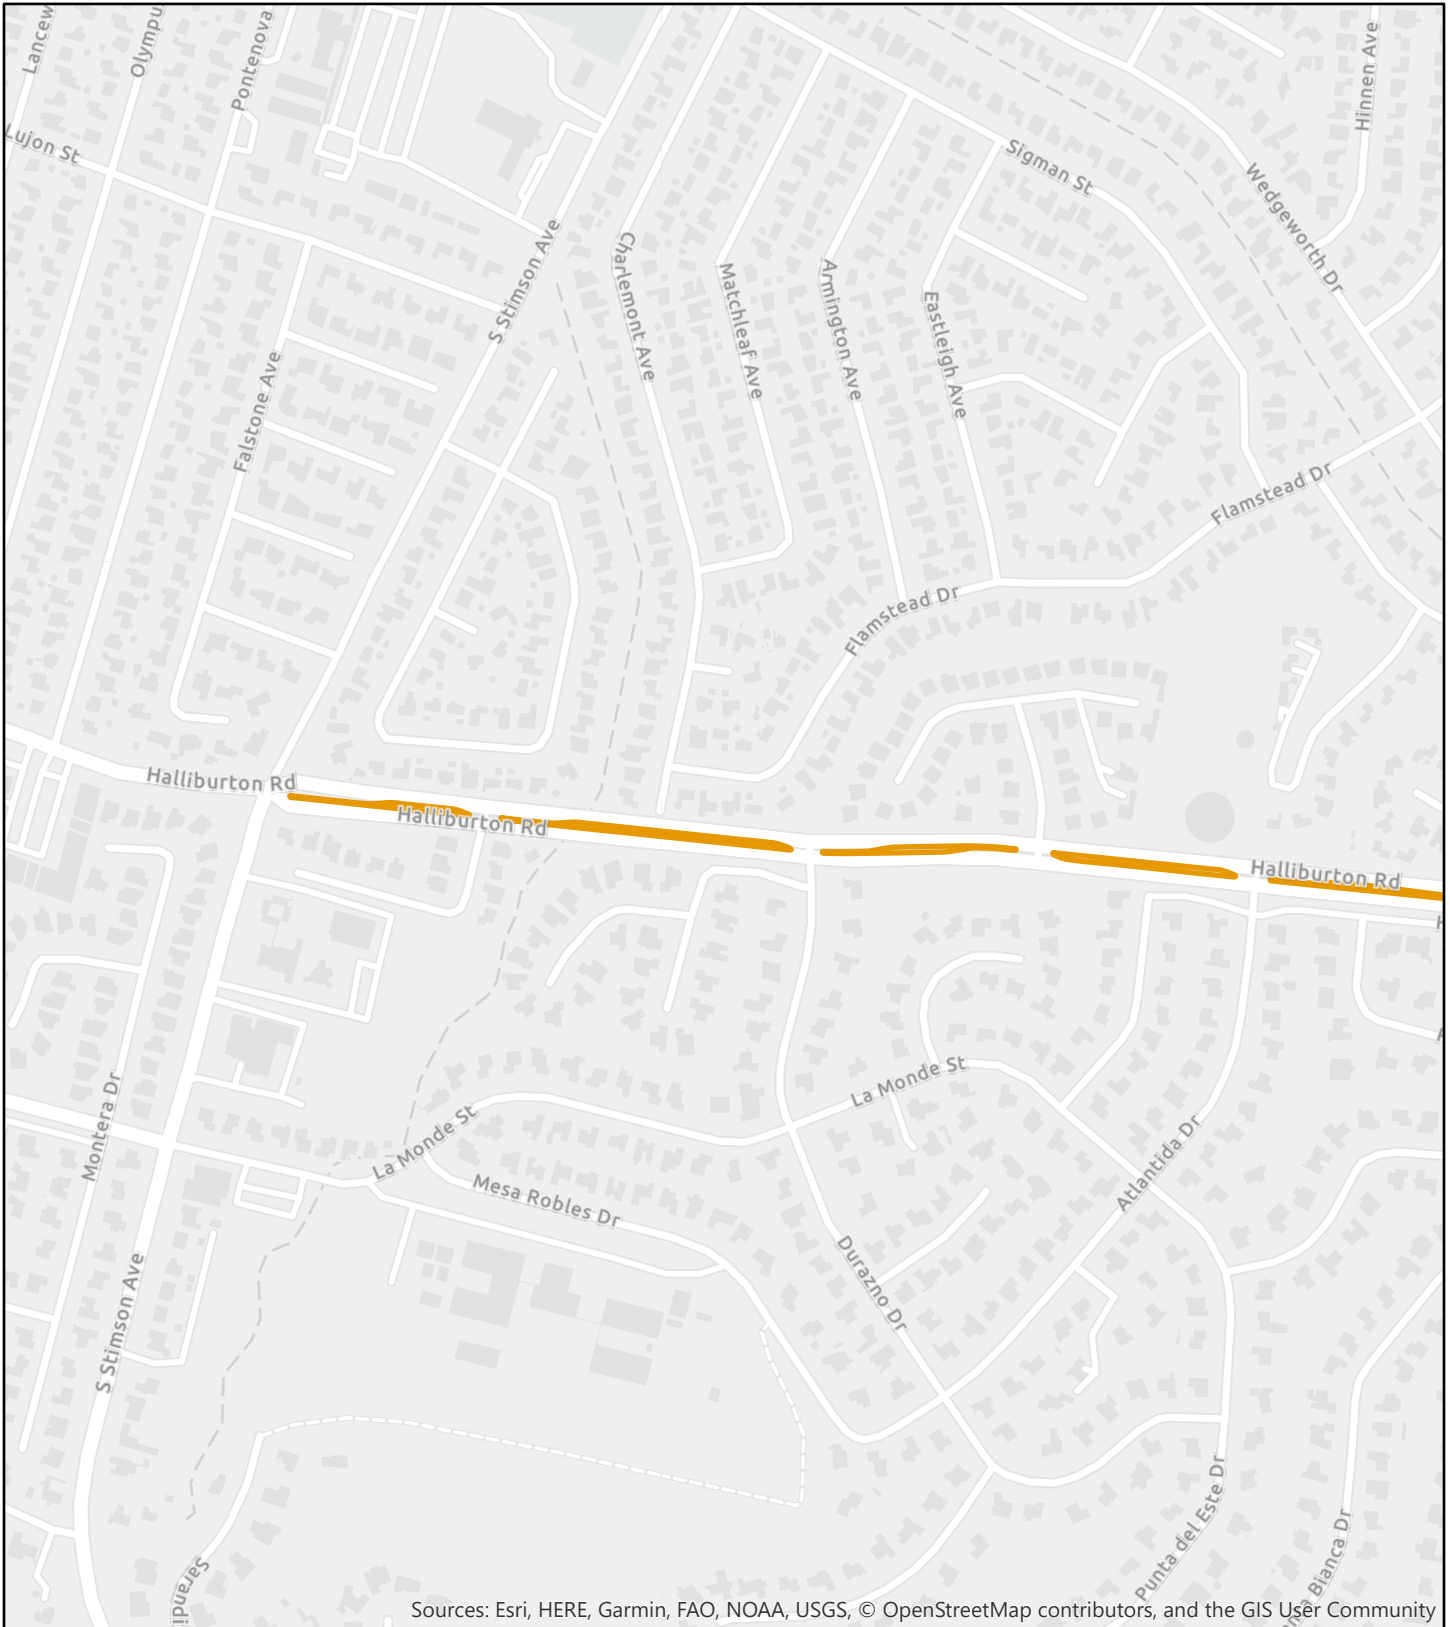 Lancew
Olympu
Pontenova
Hinnen Ave
Lujon St
Sigman St
Wedgeworth Dr
S Stimson Ave
Charlemont Ave
Matchleaf Ave
Armington Ave
Eastleigh Ave
Falstone Ave
Flamstead Dr
Flamstead Dr
Halliburton Rd
Halliburton Rd
Halliburton Rd
H
A
La Monde St
Montera Dr
La Monde St
Atlantida Dr
Mesa Robles Dr
Durazno Dr
S Stimson Ave
Punta del Este Dr
Bianca Dr
Sarandi
Sources: Esri, HERE, Garmin, FAO, NOAA, USGS, © OpenStreetMap contributors, and the GIS User Community